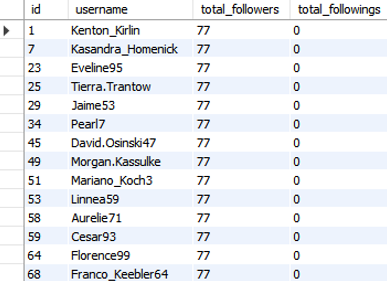 id username total_followers total_followings
1 Kenton_Kirlin 77 0
7 Kasandra_Homenick 77 0
23 Eveline95 77 0
25 Tierra.Trantow 77 0
29 Jaime53 77 0
34 Pearl7 77 0
45 David.Osinski47 77 0
49 Morgan.Kassulke 77 0
51 Mariano_Koch3 77 0
53 Linnea59 77 0
58 Aurelie71 77 0
59 Cesar93 77 0
64 Florence99 77 0
68 Franco_Keebler64 77 0